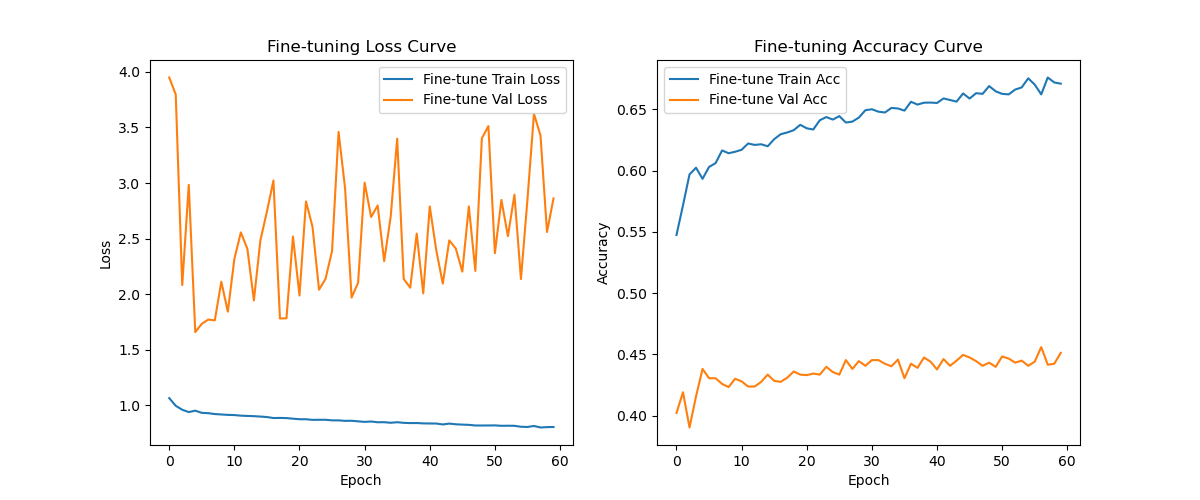 Fine-tuning Loss Curve
Fine-tune Train Loss
Fine-tune Val Loss
Loss
4.0
3.5
3.0
2.5
2.0
1.5
1.0
0 10 20 30 40 50 60
Epoch
Fine-tuning Accuracy Curve
Fine-tune Train Acc
Fine-tune Val Acc
Accuracy
0.65
0.60
0.55
0.50
0.45
0.40
0 10 20 30 40 50 60
Epoch